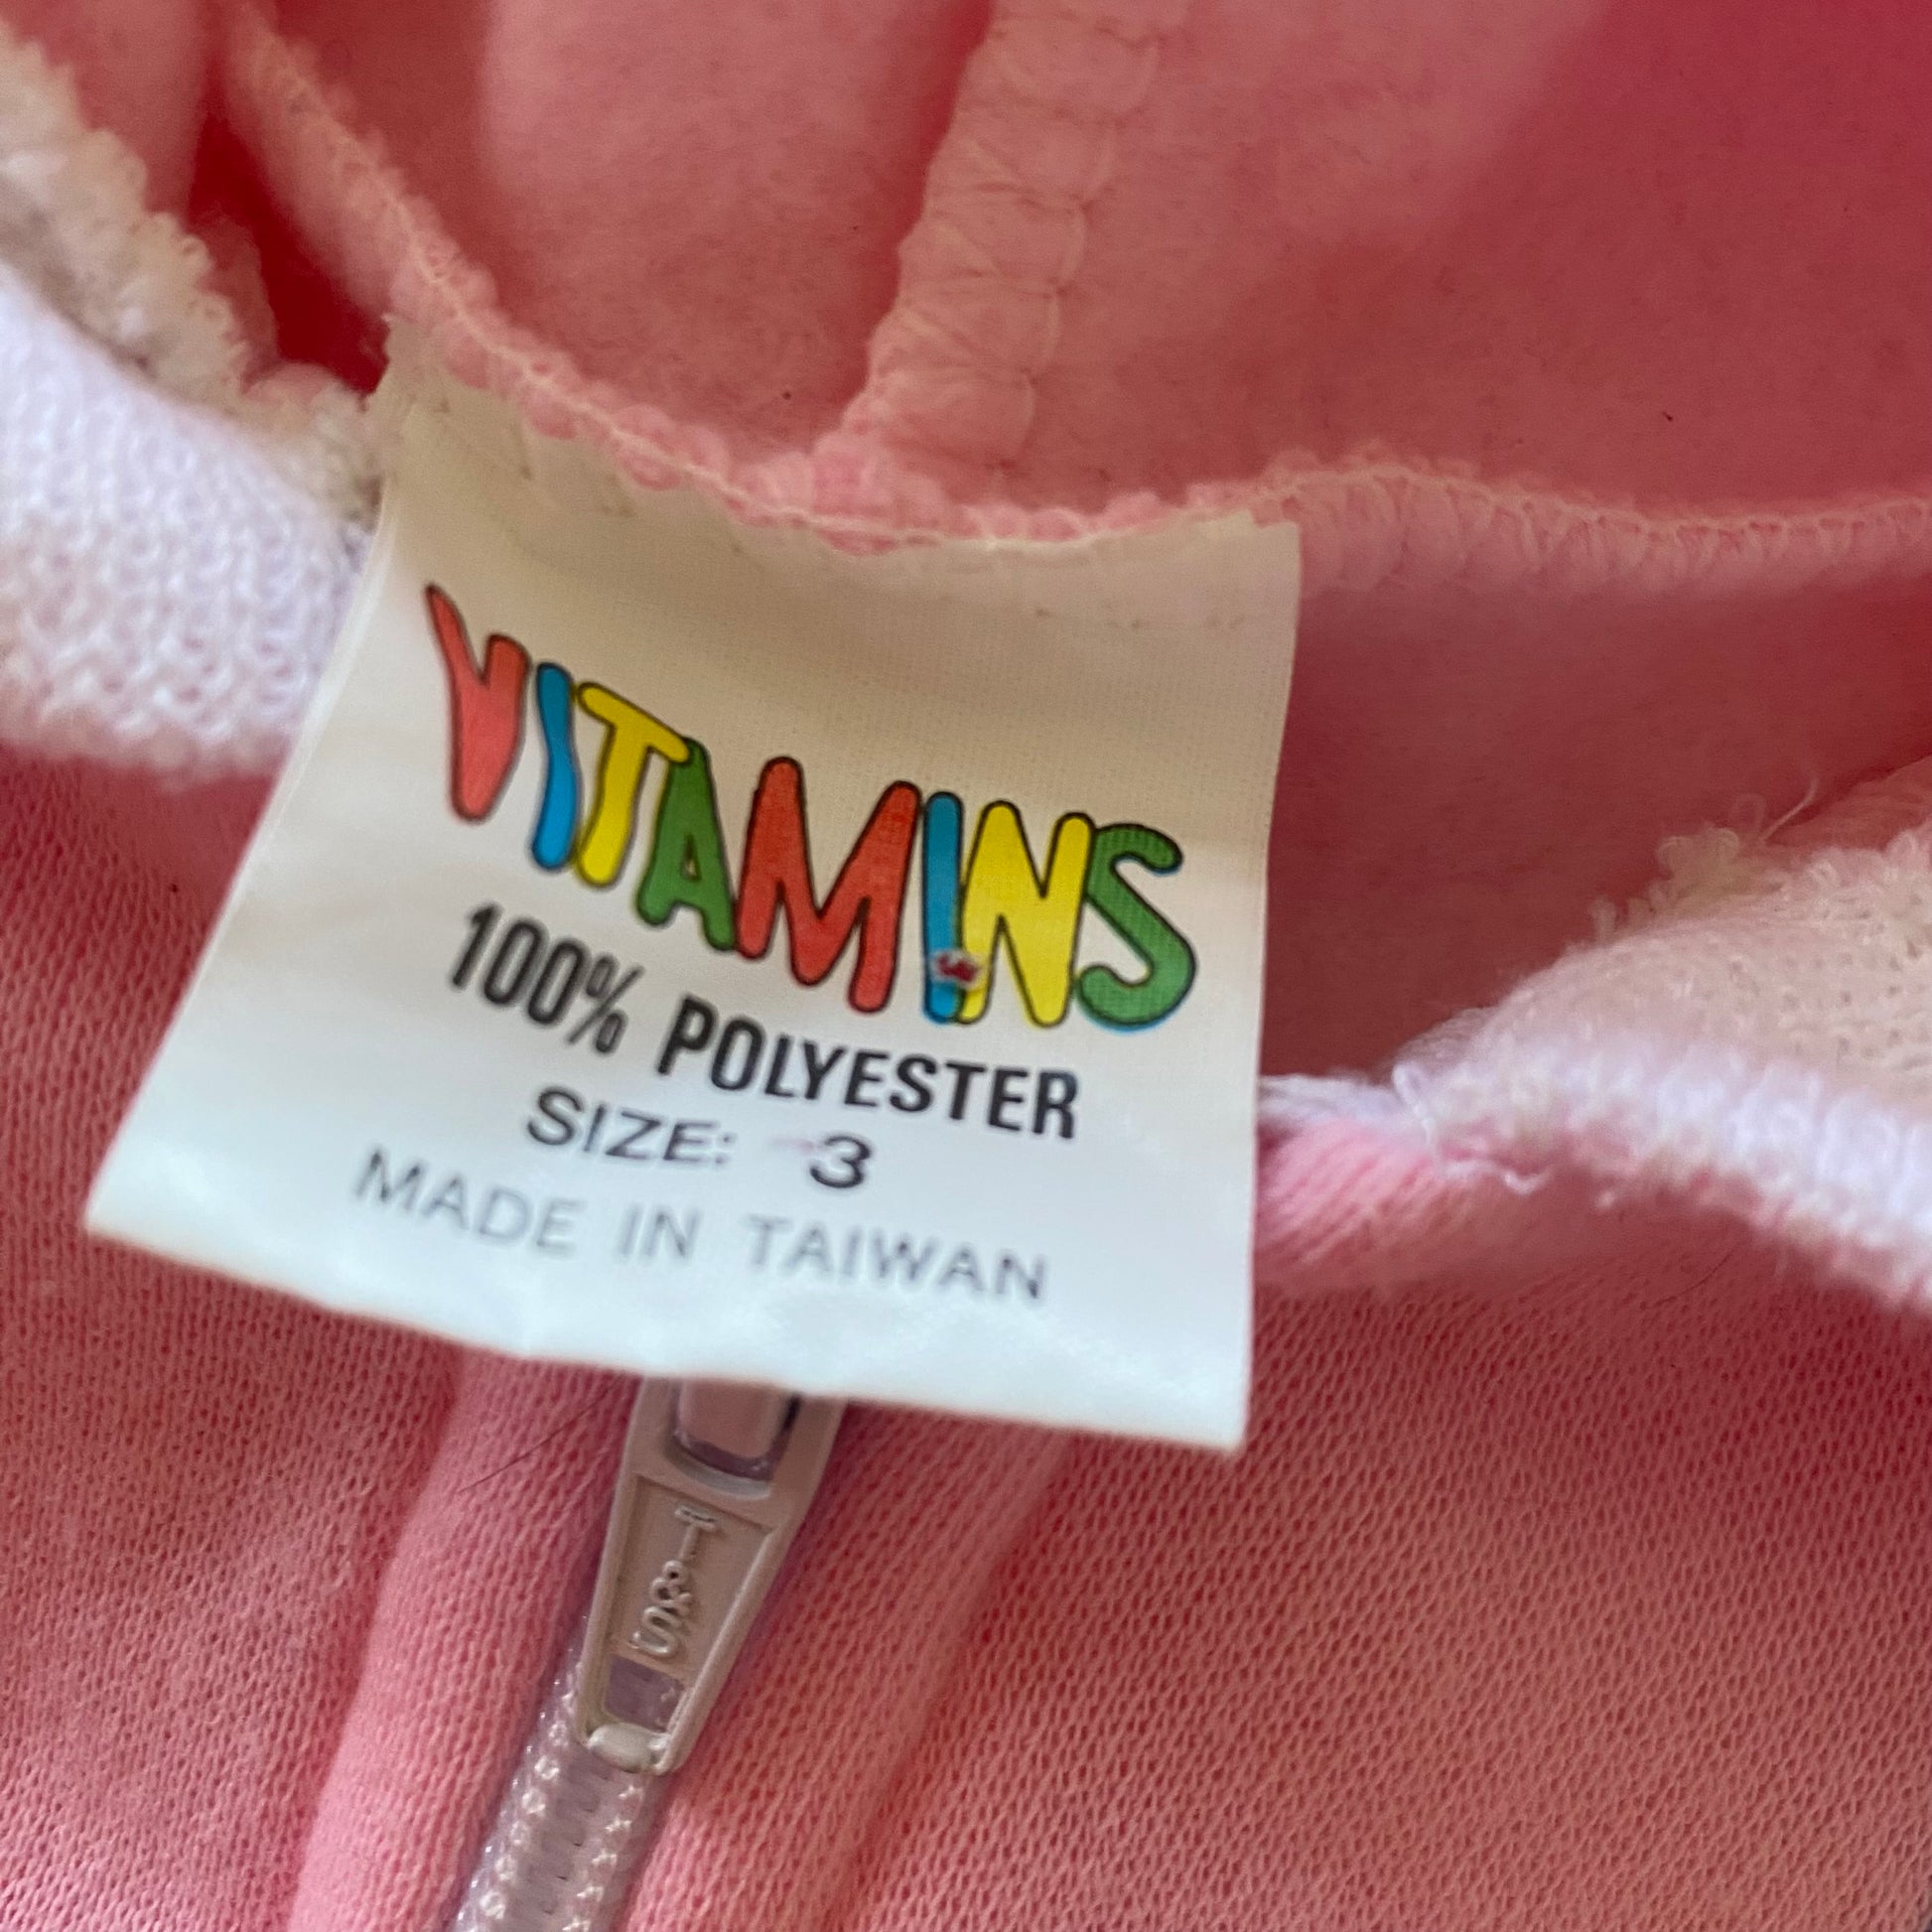 VITAMINS
100% POLYESTER
SIZE: 3
MADE IN TAIWAN
T&S